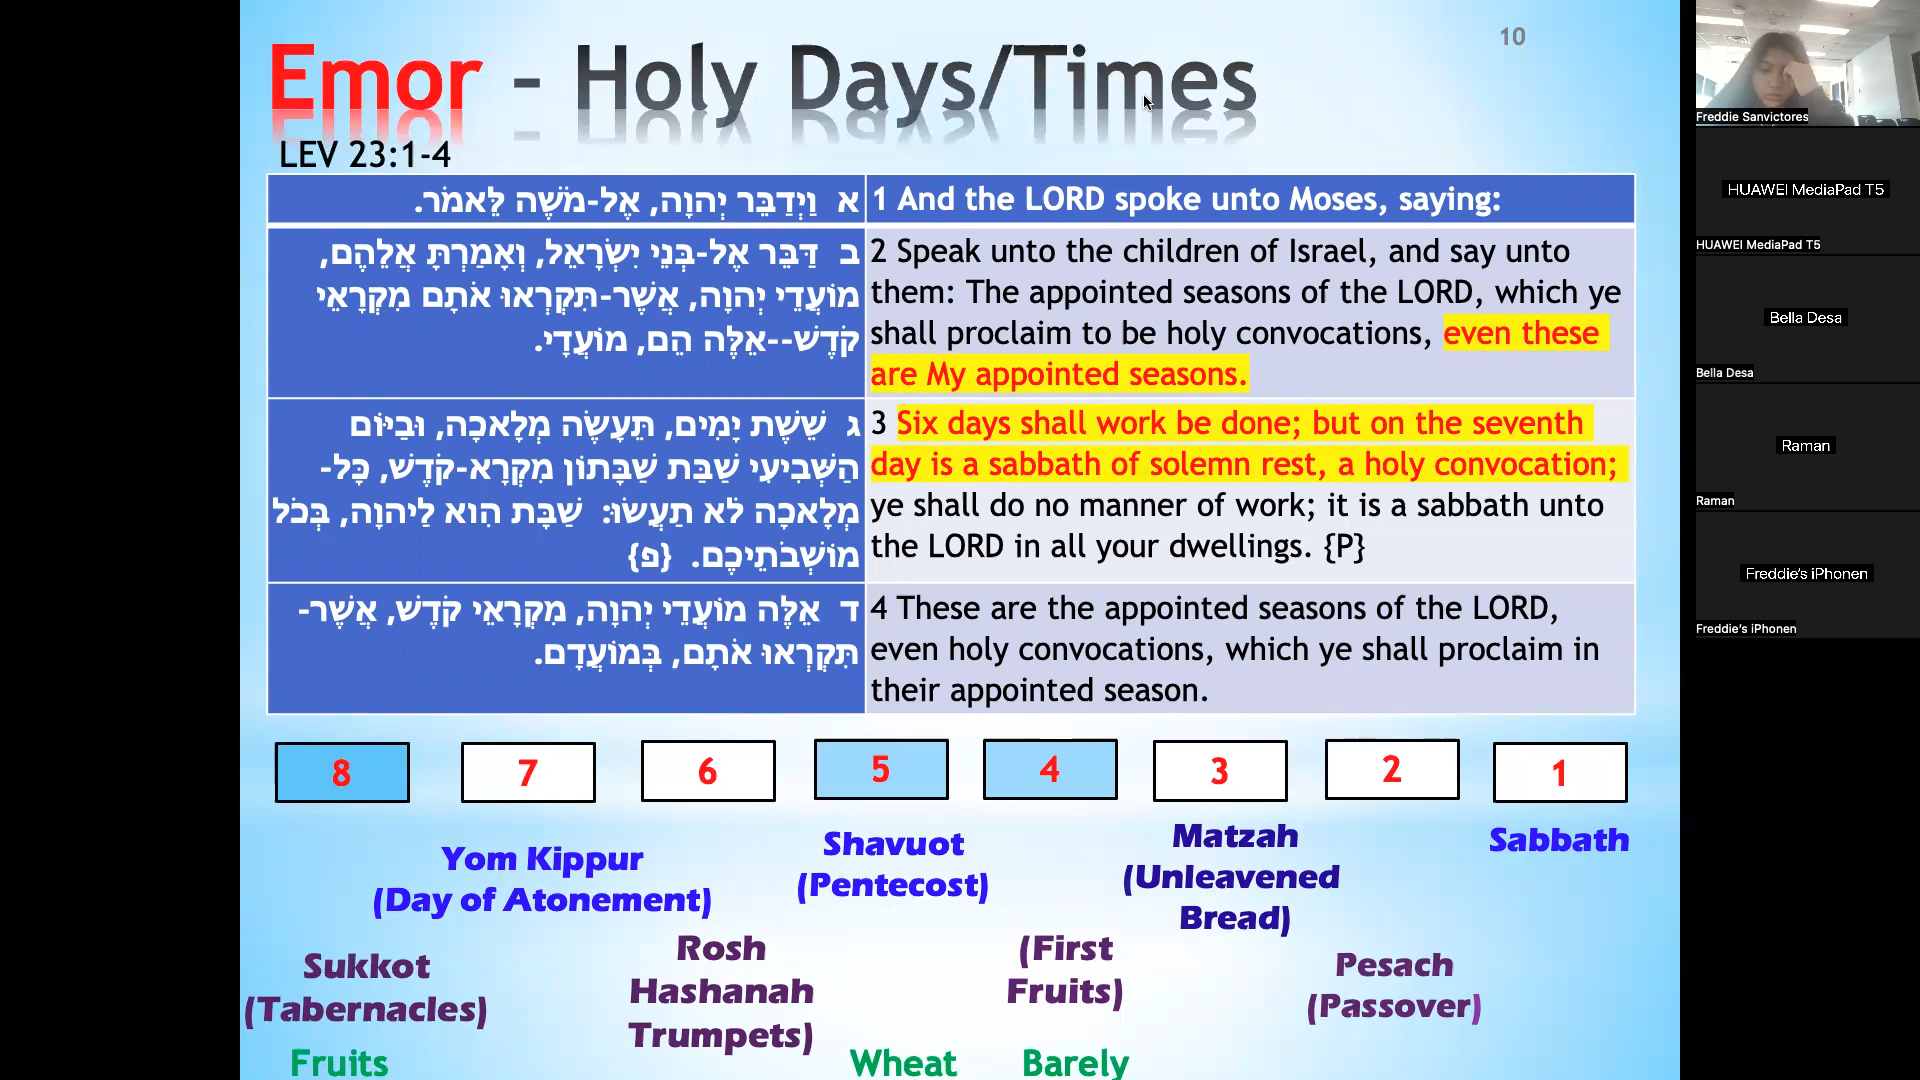 Emor - Holy Days/Times
10
LEV 23:1-4
א וַיְדַבֵּר יְהוָה, אֶל-מֹשֶׁה לֵּאמֹר.
1 And the LORD spoke unto Moses, saying:
ב דַּבֵּר אֶל-בְּנֵי יִשְׂרָאֵל, וְאָמַרְתָּ אֲלֵהֶם,
מוֹעֲדֵי יְהוָה, אֲשֶׁר-תִּקְרְאוּ אֹתָם מִקְרָאֵי
קֹדֶשׁ--אֵלֶּה הֵם, מוֹעֲדָי.
2 Speak unto the children of Israel, and say unto
them: The appointed seasons of the LORD, which ye
shall proclaim to be holy convocations, even these
are My appointed seasons.
ג שֵׁשֶׁת יָמִים, תֵּעָשֶׂה מְלָאכָה, וּבַיּוֹם
הַשְּׁבִיעִי שַׁבַּת שַׁבָּתוֹן מִקְרָא-קֹדֶשׁ, כָּל-
מְלָאכָה לֹא תַעֲשׂוּ: שַׁבָּת הִוא לַיהוָה, בְּכֹל
מוֹשְׁבֹתֵיכֶם. {פ}
3 Six days shall work be done; but on the seventh
day is a sabbath of solemn rest, a holy convocation;
ye shall do no manner of work; it is a sabbath unto
the LORD in all your dwellings. {P}
ד אֵלֶּה מוֹעֲדֵי יְהוָה, מִקְרָאֵי קֹדֶשׁ, אֲשֶׁר-
תִּקְרְאוּ אֹתָם, בְּמוֹעֲדָם.
4 These are the appointed seasons of the LORD,
even holy convocations, which ye shall proclaim in
their appointed season.
8 7 6 5 4 3 2 1
Sabbath
Matzah
(Unleavened
Bread)
Shavuot
(Pentecost)
Yom Kippur
(Day of Atonement)
Pesach
(Passover)
(First
Fruits)
Rosh
Hashanah
Trumpets)
Sukkot
(Tabernacles)
Fruits
Wheat
Barely
Freddie Sanvictores
HUAWEI MediaPad T5
HUAWEI MediaPad T5
Bella Desa
Bella Desa
Raman
Raman
Freddie's iPhonen
Freddie's iPhonen